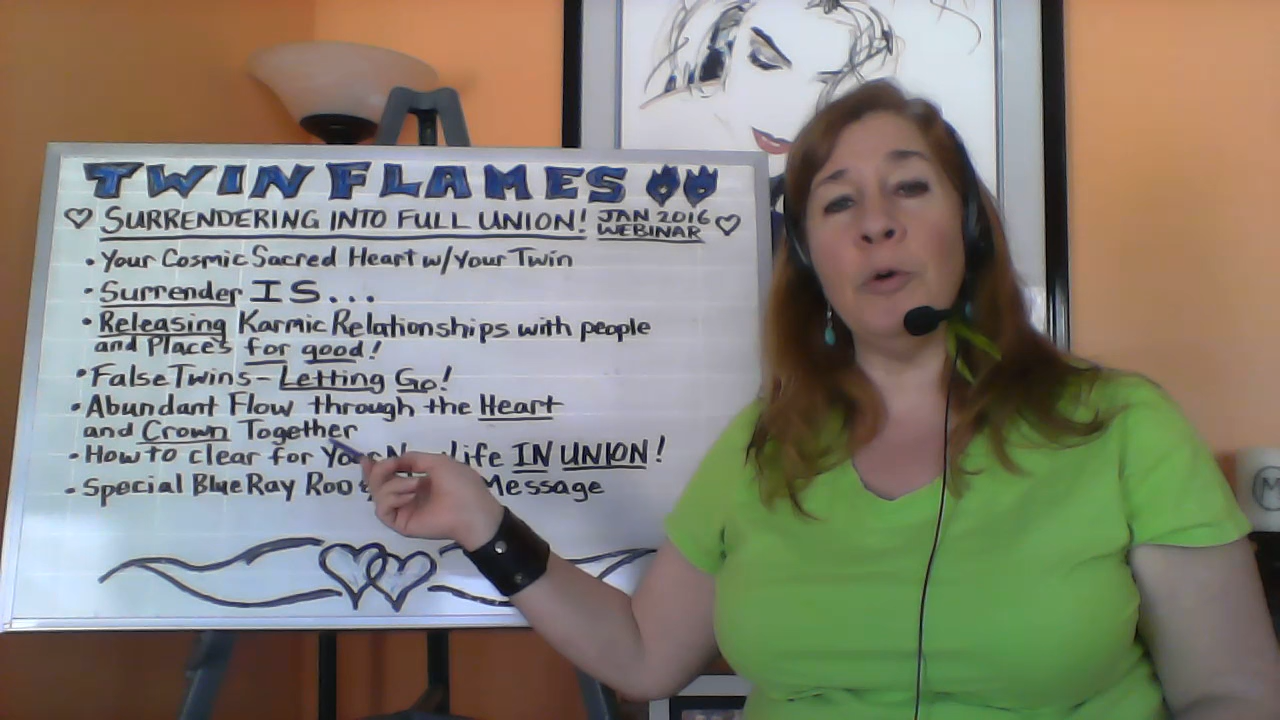 TWIN FLAMES
♡ SURRENDERING INTO FULL UNION! JAN 2016 ♡
WEBINAR
• Your Cosmic Sacred Heart w/Your Twin
• Surrender IS...
• Releasing Karmic Relationships with people
and Places for good!
• False Twins - Letting Go!
• Abundant Flow through the Heart
and Crown Together
• How to clear for Life IN UNION!
• Special Blue Ray Message
M